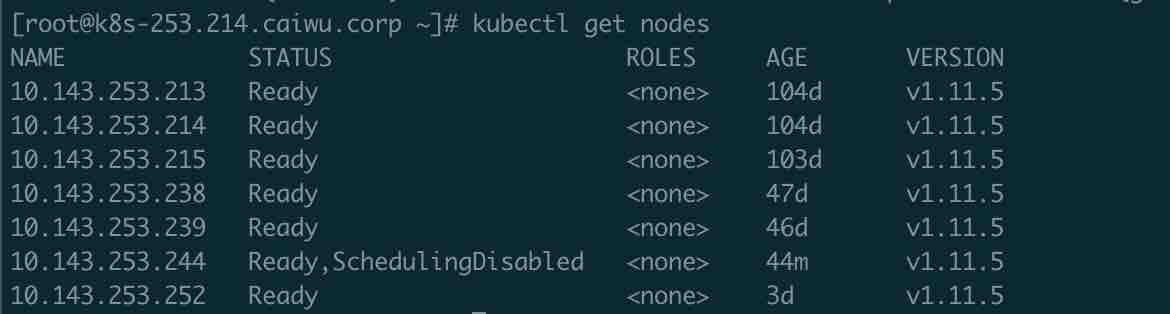 [root@k8s-253.214.caiwu.corp ~]# kubectl get nodes
NAME STATUS ROLES AGE VERSION
10.143.253.213 Ready <none> 104d v1.11.5
10.143.253.214 Ready <none> 104d v1.11.5
10.143.253.215 Ready <none> 103d v1.11.5
10.143.253.238 Ready <none> 47d v1.11.5
10.143.253.239 Ready <none> 46d v1.11.5
10.143.253.244 Ready,SchedulingDisabled <none> 44m v1.11.5
10.143.253.252 Ready <none> 3d v1.11.5